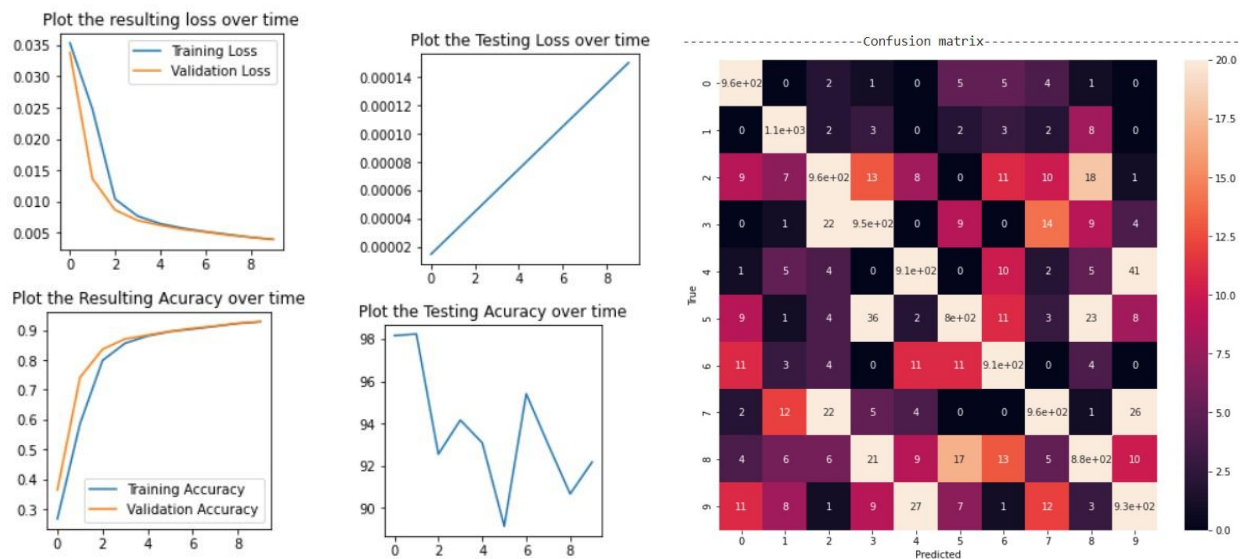 Plot the resulting loss over time
0.035
0.030
0.025
0.020
0.015
0.010
0.005
Training Loss
Validation Loss
0 2 4 6 8
Plot the Testing Loss over time
0.00014
0.00012
0.00010
0.00008
0.00006
0.00004
0.00002
0 2 4 6 8
Plot the Resulting Acuracy over time
0.9
0.8
0.7
0.6
0.5
0.4
0.3
Training Accuracy
Validation Accuracy
0 2 4 6 8
Plot the Testing Acuracy over time
98
96
94
92
90
0 2 4 6 8
Confusion matrix
True
0 9.6e+02 0 2 1 0 5 5 4 1 0
1 0 1.1e+03 2 3 0 2 3 2 8 0
2 9 7 9.6e+02 13 8 0 11 10 18 1
3 0 1 22 9.5e+02 0 9 0 14 9 4
4 1 5 4 0 9.1e+02 0 10 2 5 41
5 9 1 4 36 2 8e+02 11 3 23 8
6 11 3 4 0 11 11 9.1e+02 0 4 0
7 2 12 22 5 4 0 0 9.6e+02 1 26
8 4 6 6 21 9 17 13 5 8.8e+02 10
9 11 8 1 9 27 7 1 12 3 9.3e+02
0 1 2 3 4 5 6 7 8 9
Predicted
20.0
17.5
15.0
12.5
10.0
7.5
5.0
2.5
0.0